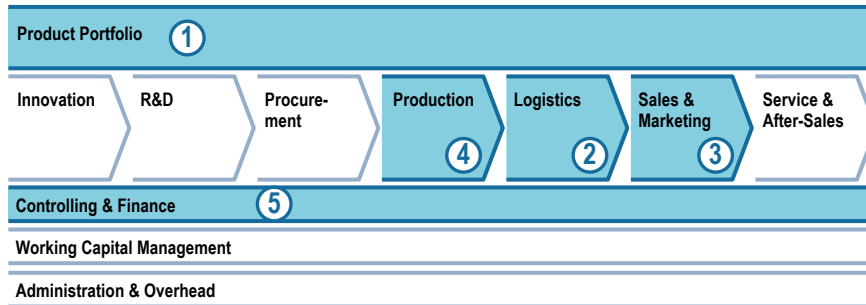 Product Portfolio 1
Innovation
R&D
Procure-
ment
Production
4
Logistics
2
Sales &
Marketing
3
Service &
After-Sales
Controlling & Finance 5
Working Capital Management
Administration & Overhead